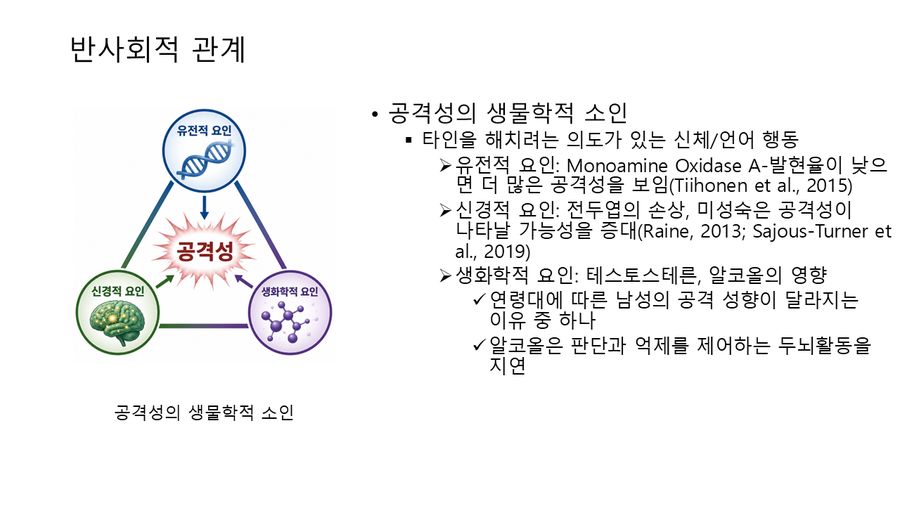 반사회적 관계
유전적 요인
공격성
신경적 요인
생화학적 요인
공격성의 생물학적 소인
• 공격성의 생물학적 소인
▪ 타인을 해치려는 의도가 있는 신체/언어 행동
➢유전적 요인: Monoamine Oxidase A-발현율이 낮으
면 더 많은 공격성을 보임(Tiihonen et al., 2015)
➢신경적 요인: 전두엽의 손상, 미성숙은 공격성이
나타날 가능성을 증대(Raine, 2013; Sajous-Turner et
al., 2019)
➢생화학적 요인: 테스토스테른, 알코올의 영향
✓연령대에 따른 남성의 공격 성향이 달라지는
이유 중 하나
✓알코올은 판단과 억제를 제어하는 두뇌활동을
지연